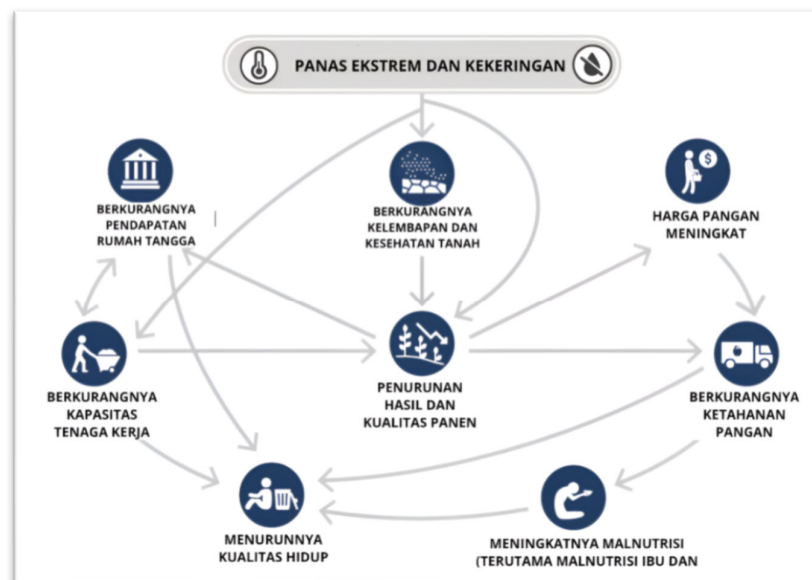 PANAS EKSTREM DAN KEKERINGAN
BERKURANGNYA
PENDAPATAN
RUMAH TANGGA
BERKURANGNYA
KELEMBAPAN DAN
KESEHATAN TANAH
$
HARGA PANGAN
MENINGKAT
BERKURANGNYA
KAPASITAS
TENAGA KERJA
PENURUNAN
HASIL DAN
KUALITAS PANEN
BERKURANGNYA
KETAHANAN
PANGAN
MENURUNNYA
KUALITAS HIDUP
MENINGKATNYA MALNUTRISI
(TERUTAMA MALNUTRISI IBU DAN